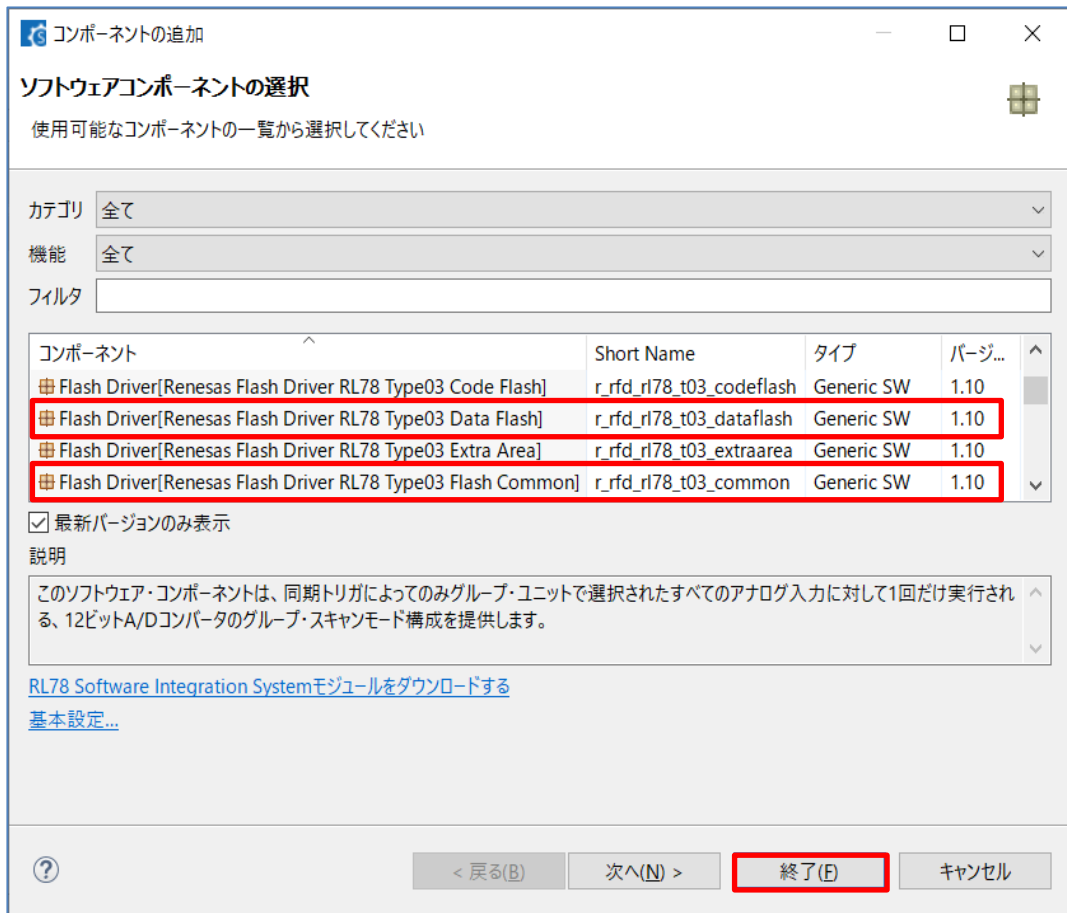 コンポーネントの追加
ソフトウェアコンポーネントの選択
使用可能なコンポーネントの一覧から選択してください
カテゴリ 全て
機能 全て
フィルタ
コンポーネント Short Name タイプ バージ...
Flash Driver[Renesas Flash Driver RL78 Type03 Code Flash] r_rfd_rl78_t03_codeflash Generic SW 1.10
Flash Driver[Renesas Flash Driver RL78 Type03 Data Flash] r_rfd_rl78_t03_dataflash Generic SW 1.10
Flash Driver[Renesas Flash Driver RL78 Type03 Extra Area] r_rfd_rl78_t03_extraarea Generic SW 1.10
Flash Driver[Renesas Flash Driver RL78 Type03 Flash Common] r_rfd_rl78_t03_common Generic SW 1.10
最新バージョンのみ表示
説明
このソフトウェア・コンポーネントは、同期トリガによってのみグループ・ユニットで選択されたすべてのアナログ入力に対して1回だけ実行され
る、12ビットA/Dコンバータのグループ・スキャンモード構成を提供します。
RL78 Software Integration Systemモジュールをダウンロードする
基本設定...
< 戻る(B) 次へ(N) > 終了(F) キャンセル